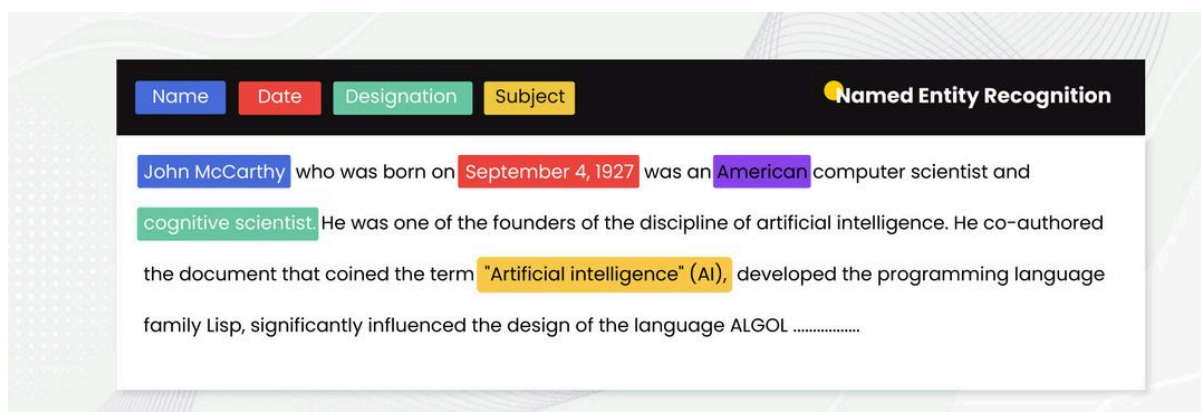 Name Date Designation Subject Named Entity Recognition
John McCarthy who was born on September 4, 1927 was an American computer scientist and
cognitive scientist. He was one of the founders of the discipline of artificial intelligence. He co-authored
the document that coined the term "Artificial intelligence" (AI), developed the programming language
family Lisp, significantly influenced the design of the language ALGOL .................